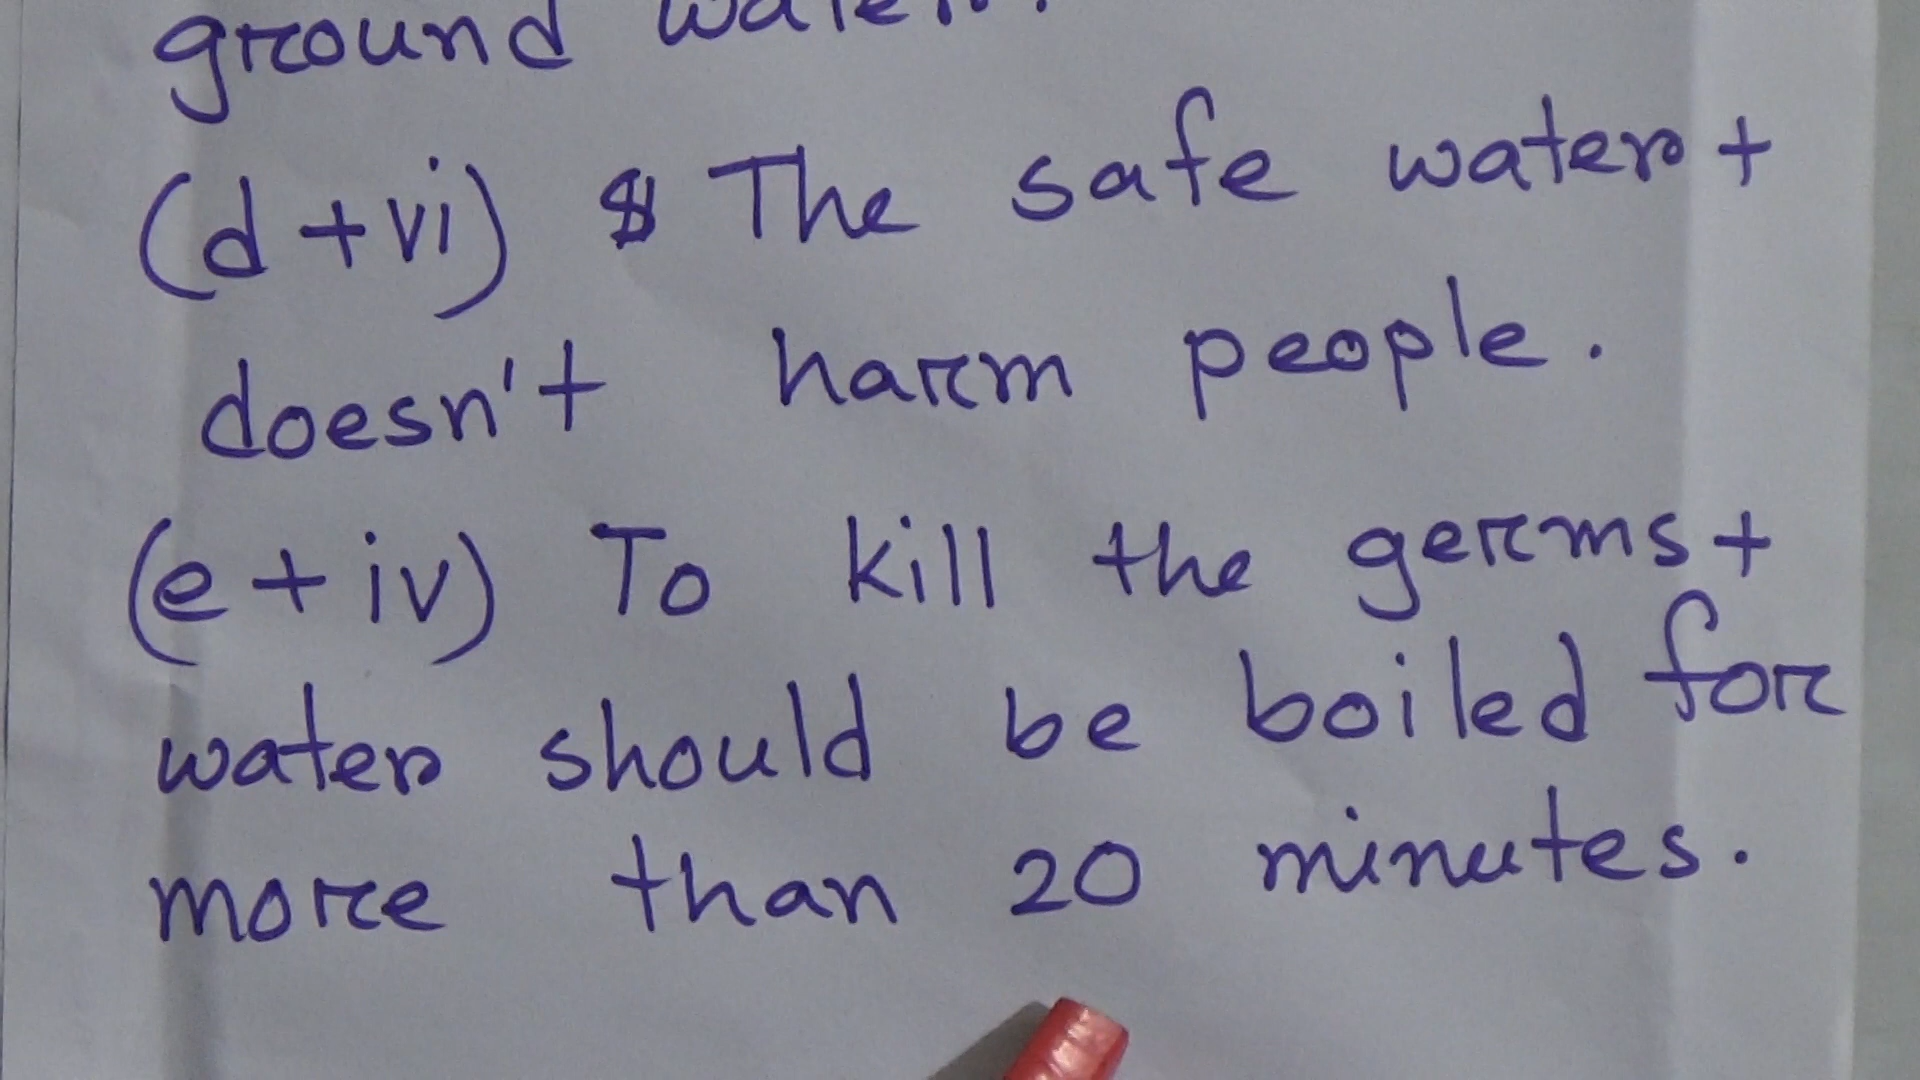 ground water.
(d+vi) The safe water+
doesn't harm people.
(e+iv) To kill the germs+
water should be boiled for
more than 20 minutes.